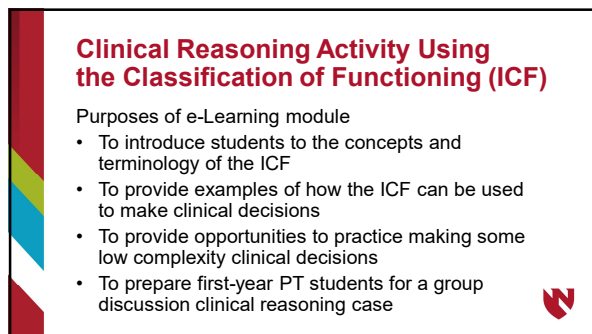 Clinical Reasoning Activity Using
the Classification of Functioning (ICF)
Purposes of e-Learning module
• To introduce students to the concepts and
terminology of the ICF
• To provide examples of how the ICF can be used
to make clinical decisions
• To provide opportunities to practice making some
low complexity clinical decisions
• To prepare first-year PT students for a group
discussion clinical reasoning case